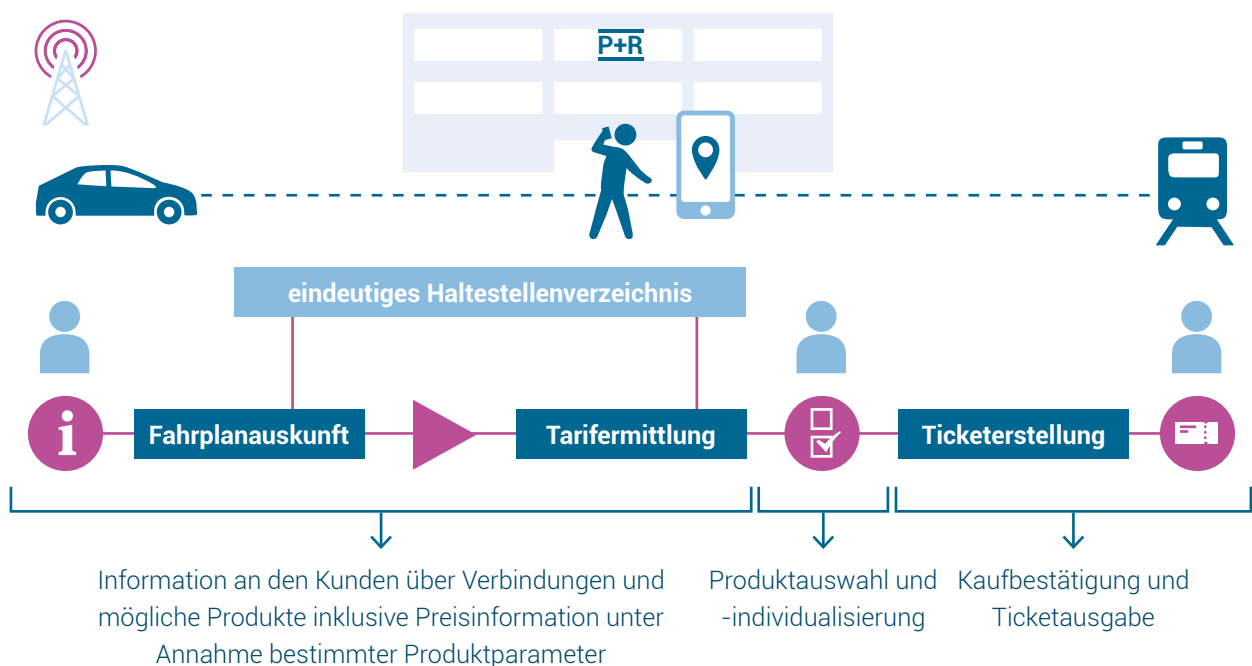 P+R
eindeutiges Haltestellenverzeichnis
i
Fahrplanauskunft
Tarifermittlung
Ticketerstellung
Information an den Kunden über Verbindungen und
mögliche Produkte inklusive Preisinformation unter
Annahme bestimmter Produktparameter
Produktauswahl und
-individualisierung
Kaufbestätigung und
Ticketausgabe